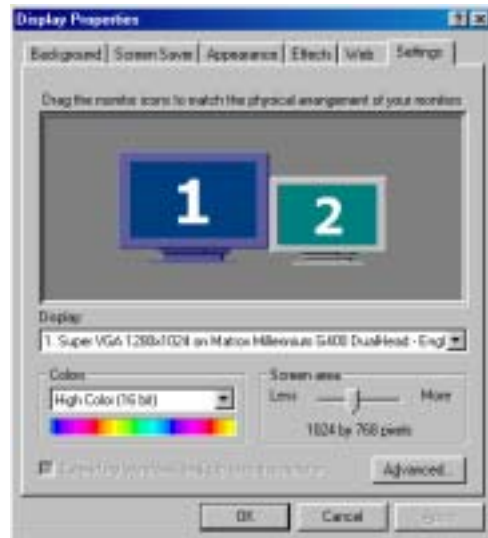 Display Properties
Background Screen Saver Appearance Effects Web Settings
Drag the monitor icons to match the physical arrangement of your monitors
1 2
Display:
1. Super VGA 1280x1024 on Matrox Millennium G400 DualHead - Engl
Colors Screen area
High Color (16 bit) Less More
1024 by 768 pixels
Advanced...
OK Cancel Apply